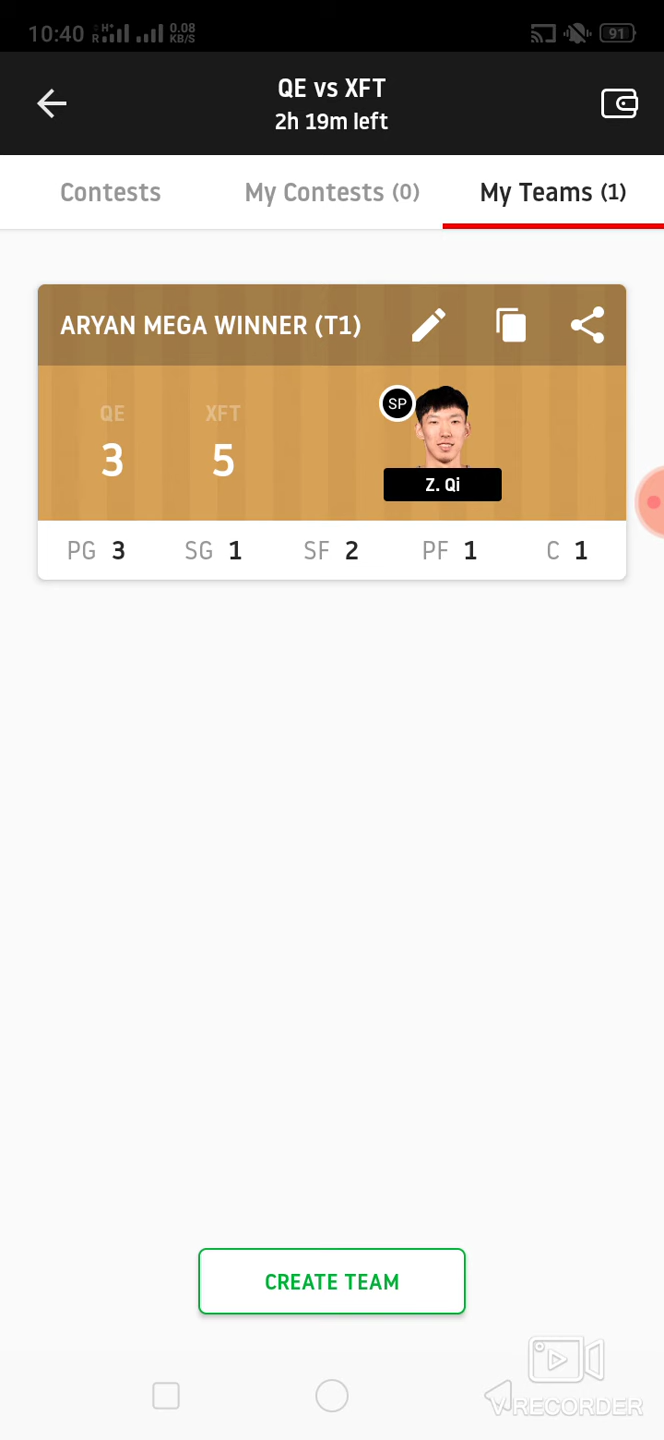 10:40 R H+ 0.08 KB/S 91
QE vs XFT
2h 19m left
Contests My Contests (0) My Teams (1)
ARYAN MEGA WINNER (T1)
QE XFT SP
3 5
Z. Qi
PG 3 SG 1 SF 2 PF 1 C 1
CREATE TEAM
VRECORDER